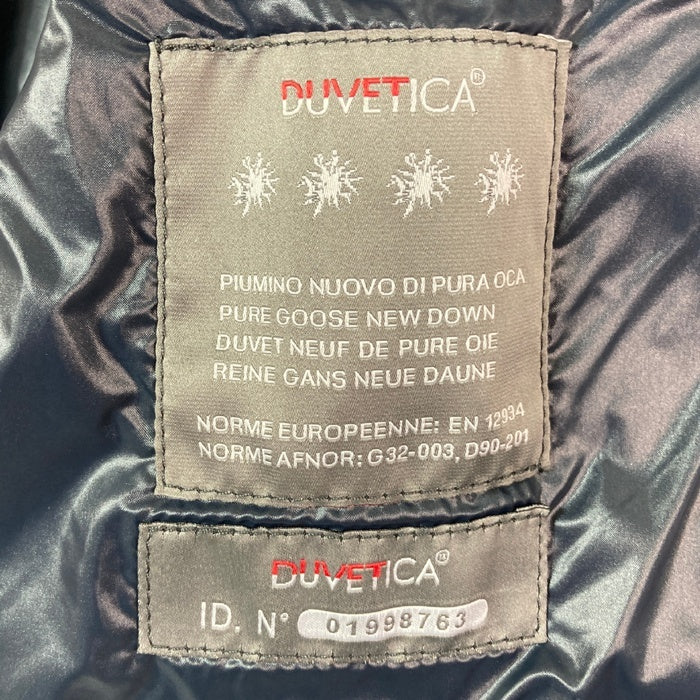 DUVETICA®
PIUMINO NUOVO DI PURA OCA
PURE GOOSE NEW DOWN
DUVET NEUF DE PURE OIE
REINE GANS NEUE DAUNE
NORME EUROPEENNE: EN 12934
NORME AFNOR: G32-003, D90-201
DUVETICA®
ID. N° 01998763